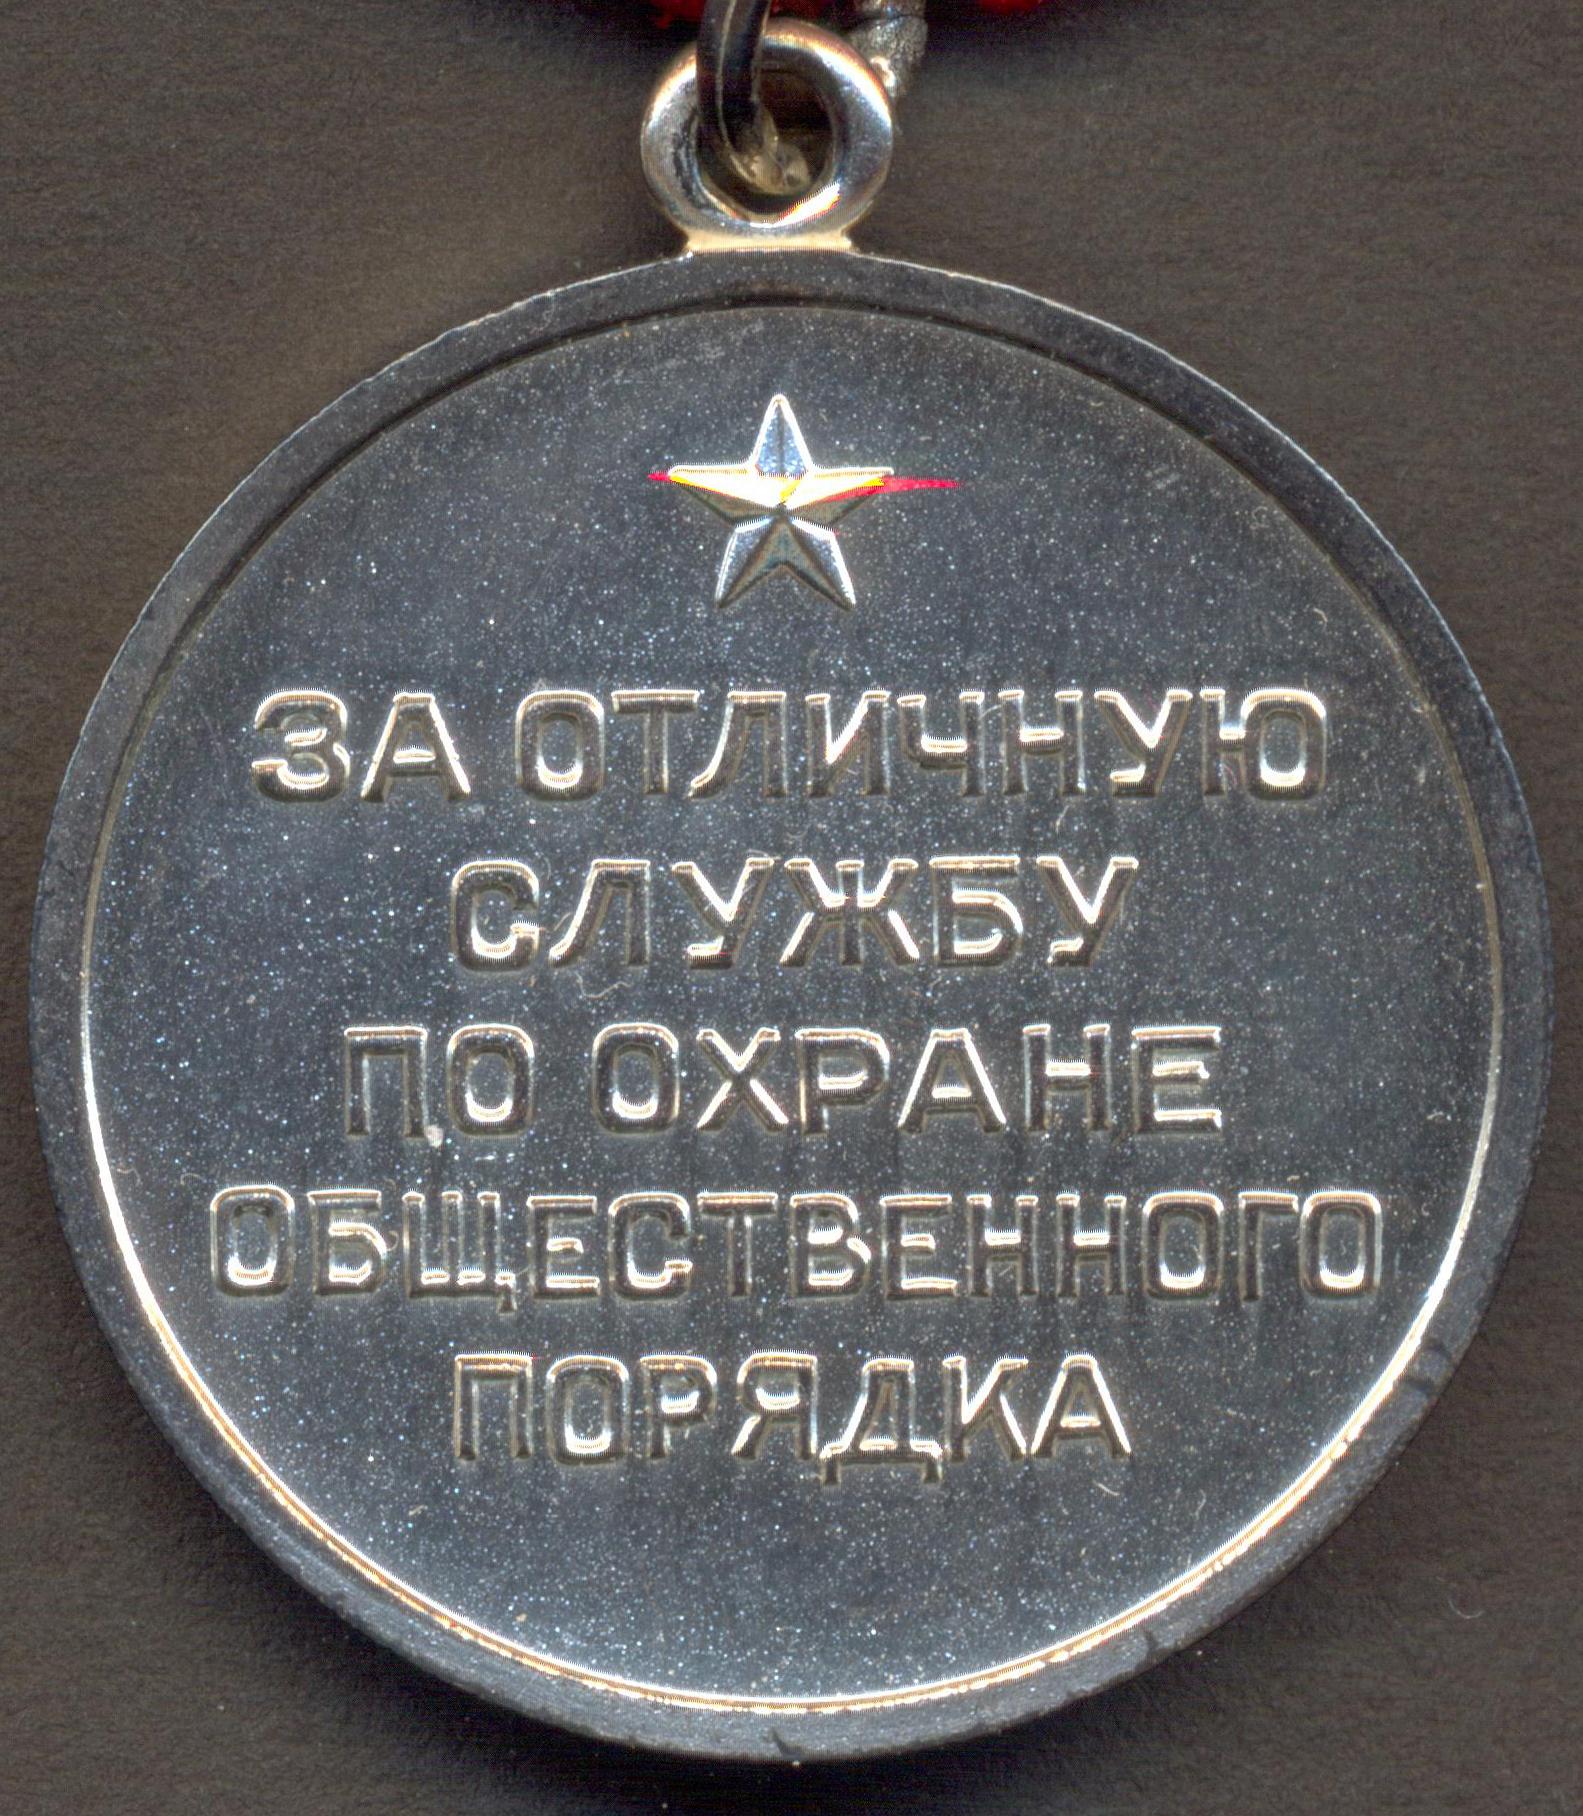 ЗА ОТЛИЧНУЮ
СЛУЖБУ
ПО ОХРАНЕ
ОБЩЕСТВЕННОГО
ПОРЯДКА